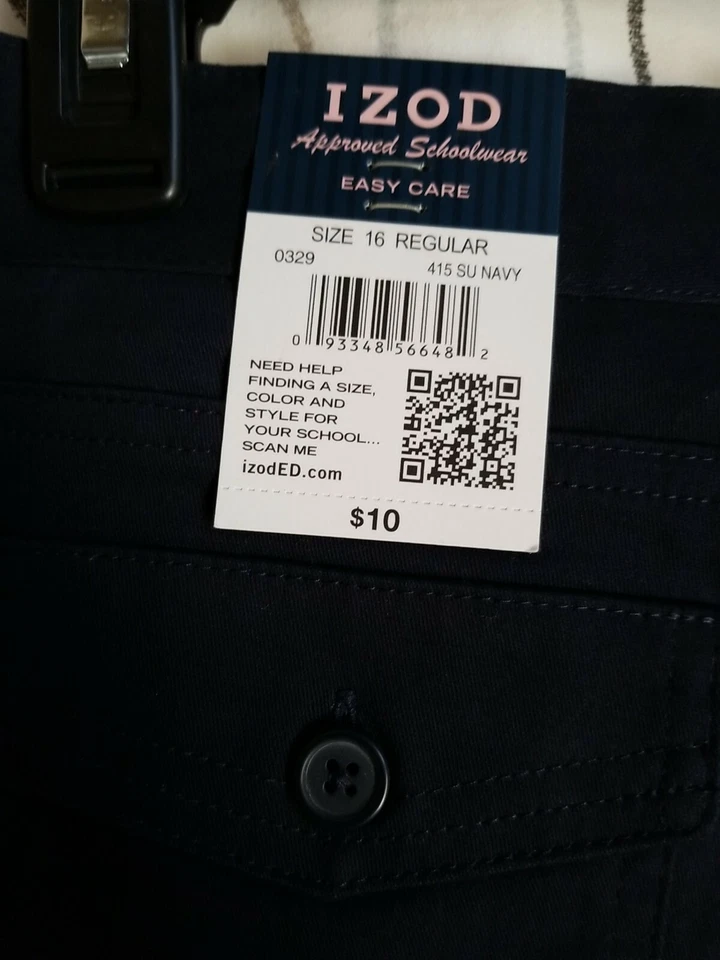 IZOD
Approved Schoolwear
EASY CARE
SIZE 16 REGULAR
0329 415 SU NAVY
0 93348 56648 2
NEED HELP
FINDING A SIZE,
COLOR AND
STYLE FOR
YOUR SCHOOL...
SCAN ME
izodED.com
$10